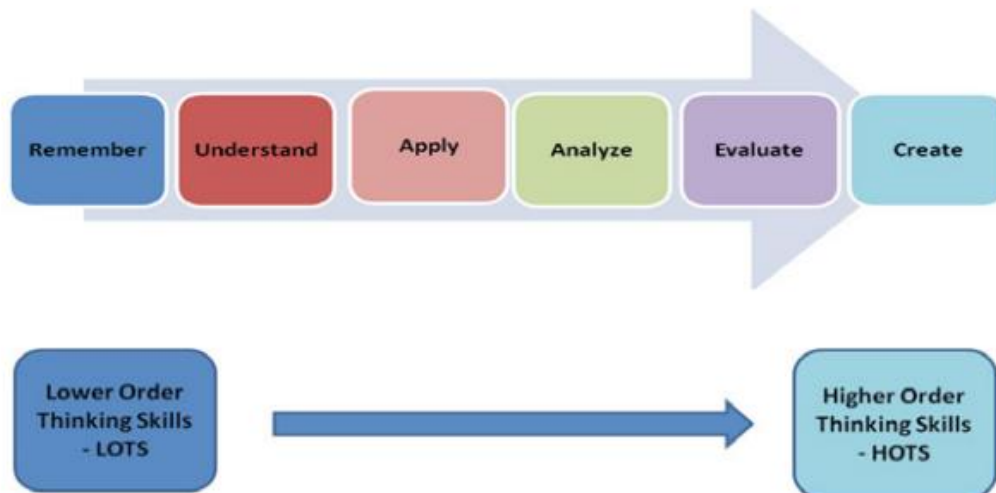 Remember
Understand
Apply
Analyze
Evaluate
Create
Lower Order
Thinking Skills
- LOTS
Higher Order
Thinking Skills
- HOTS